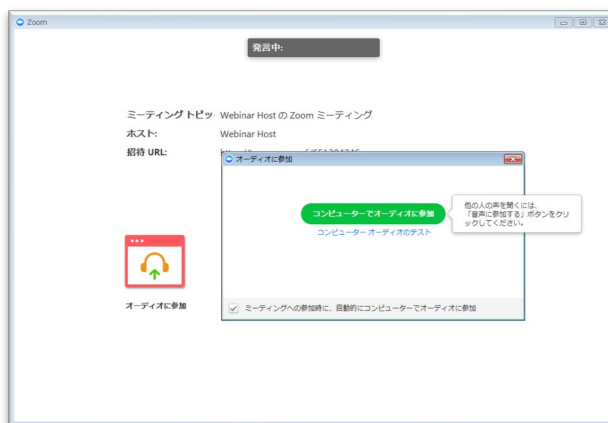 Zoom
発言中:
ミーティング トピッ Webinar Host の Zoom ミーティング
ホスト: Webinar Host
招待 URL:
オーディオに参加
コンピューターでオーディオに参加
他の人の声を聞くには、
「音声に参加する」ボタンをクリ
ックしてください。
コンピューター オーディオのテスト
オーディオに参加
ミーティングへの参加時に、自動的にコンピューターでオーディオに参加